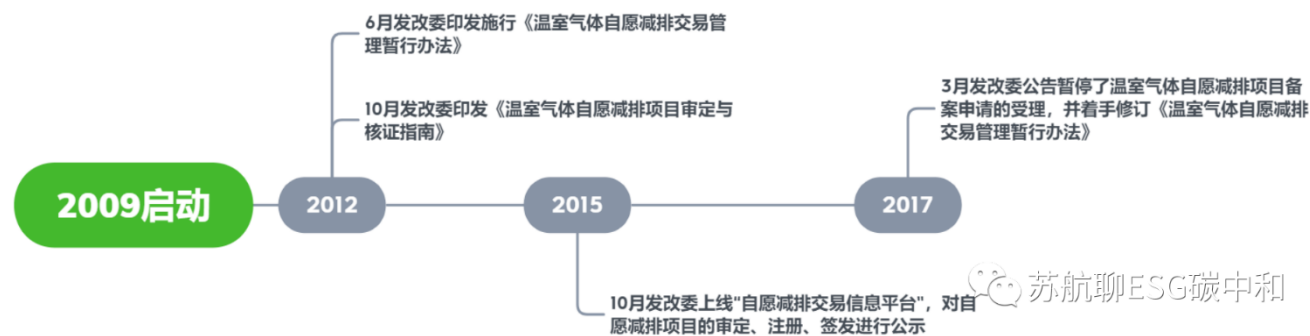 6月发改委印发施行《温室气体自愿减排交易管
理暂行办法》
10月发改委印发《温室气体自愿减排项目审定与
核证指南》
3月发改委公告暂停了温室气体自愿减排项目备
案申请的受理，并着手修订《温室气体自愿减排
交易管理暂行办法》
2009启动
2012
2015
2017
10月发改委上线"自愿减排交易信息平台"，对自
愿减排项目的审定、注册、签发进行公示
苏航聊ESG碳中和